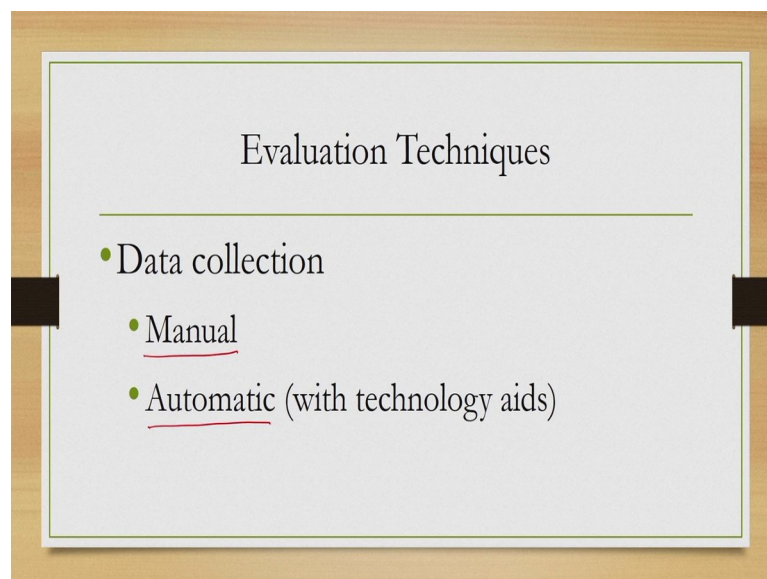 Evaluation Techniques
•Data collection
•Manual
•Automatic (with technology aids)